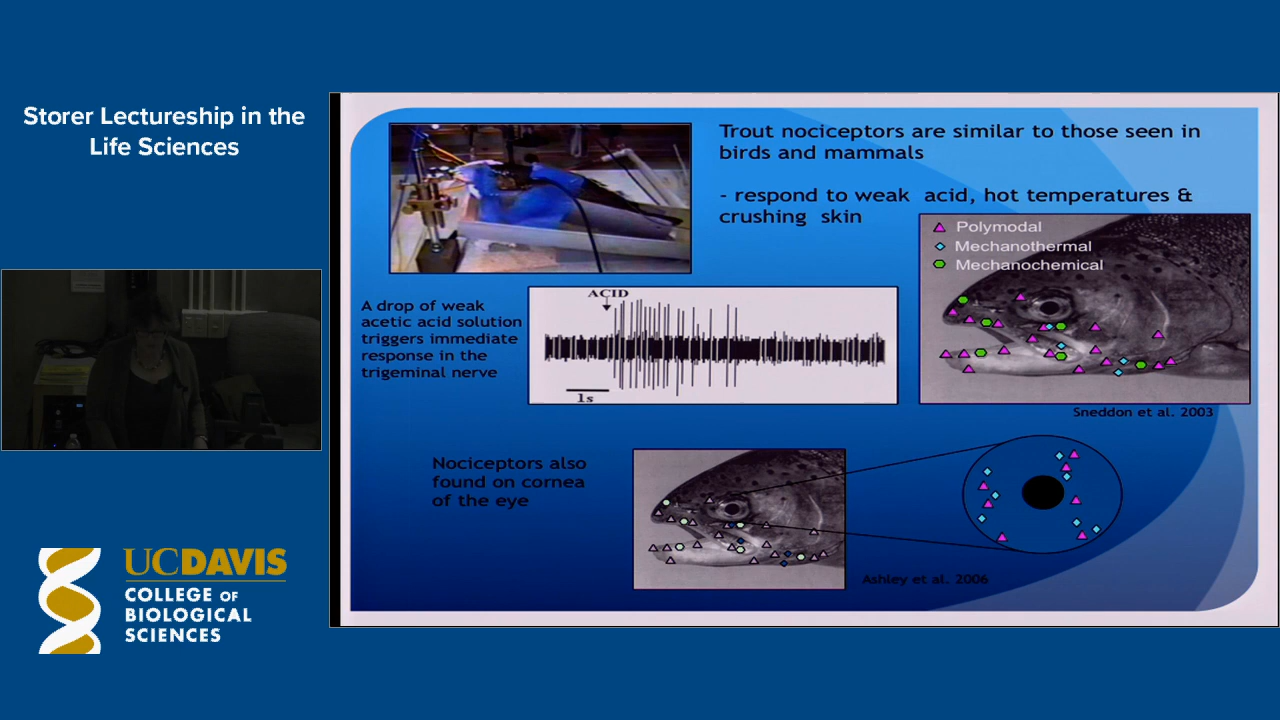 Storer Lectureship in the
Life Sciences
UCDAVIS
COLLEGE OF
BIOLOGICAL
SCIENCES
Trout nociceptors are similar to those seen in
birds and mammals
- respond to weak acid, hot temperatures &
crushing skin
Polymodal
Mechanothermal
Mechanochemical
Sneddon et al. 2003
A drop of weak
acetic acid solution
triggers immediate
response in the
trigeminal nerve
ACID
1s
Nociceptors also
found on cornea
of the eye
Ashley et al. 2006